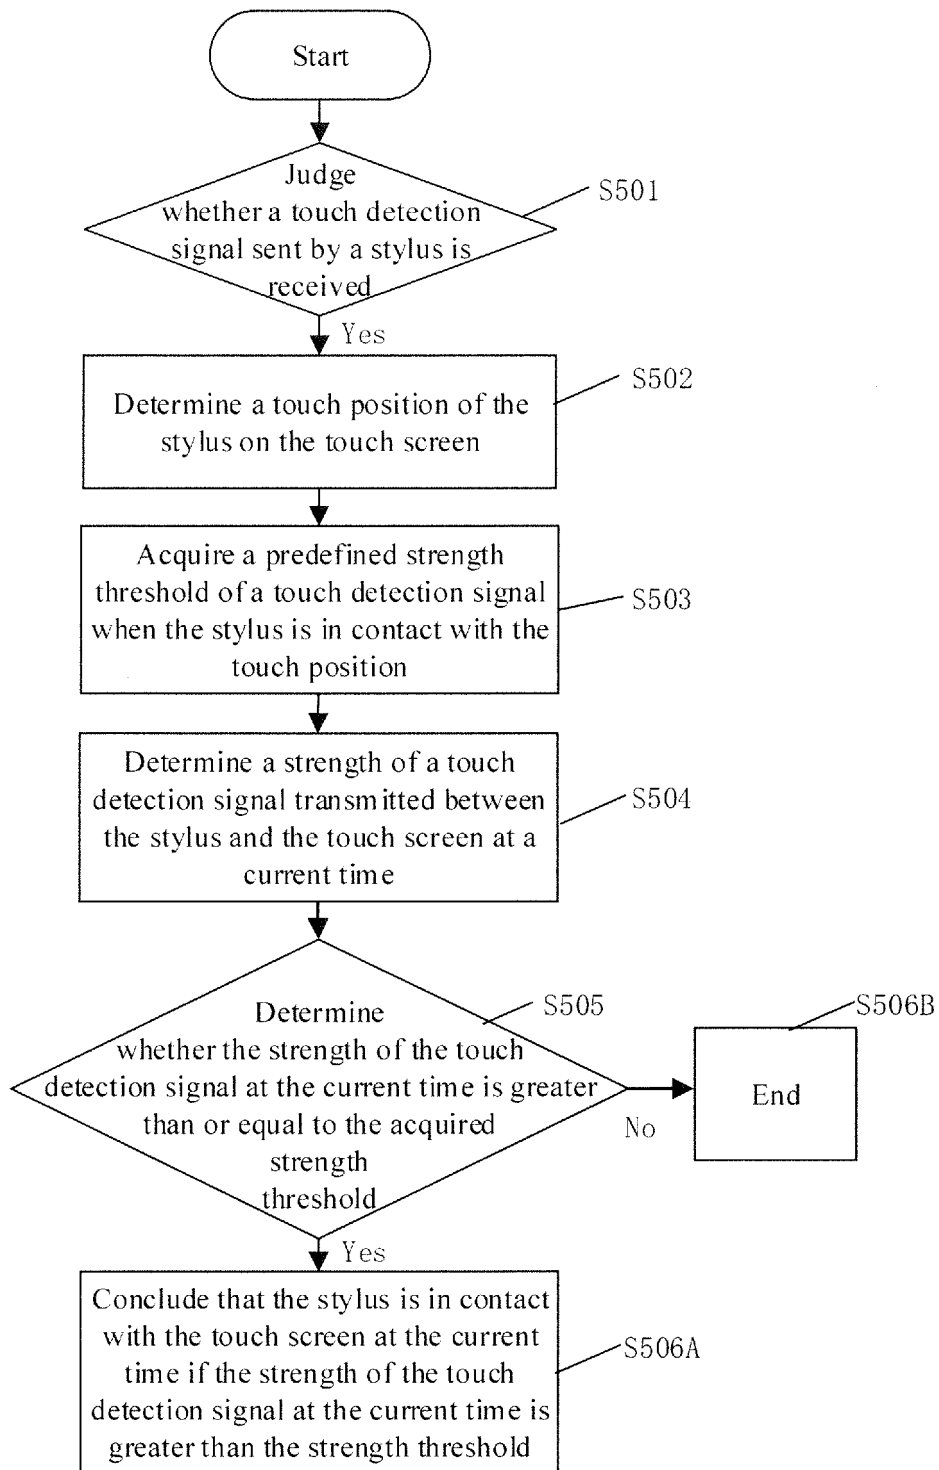 Start
Judge
whether a touch detection
signal sent by a stylus is
received
S501
Yes
Determine a touch position of the
stylus on the touch screen
S502
Acquire a predefined strength
threshold of a touch detection signal
when the stylus is in contact with the
touch position
S503
Determine a strength of a touch
detection signal transmitted between
the stylus and the touch screen at a
current time
S504
Determine
whether the strength of the touch
detection signal at the current time is greater
than or equal to the acquired
strength
threshold
S505
No
End
S506B
Yes
Conclude that the stylus is in contact
with the touch screen at the current
time if the strength of the touch
detection signal at the current time is
greater than the strength threshold
S506A